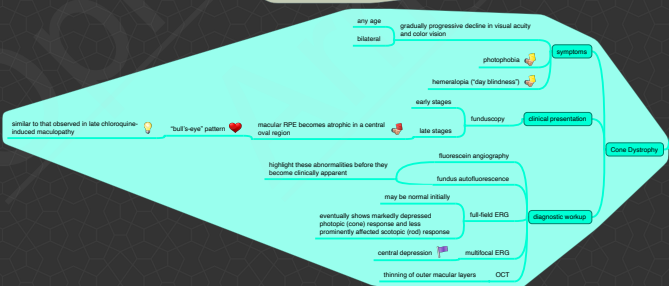 any age
bilateral
gradually progressive decline in visual acuity
and color vision
photophobia
hemeralopia ("day blindness")
symptoms
early stages
late stages
funduscopy
clinical presentation
macular RPE becomes atrophic in a central
oval region
"bull's-eye" pattern
similar to that observed in late chloroquine-
induced maculopathy
Cone Dystrophy
fluorescein angiography
highlight these abnormalities before they
become clinically apparent
fundus autofluorescence
may be normal initially
eventually shows markedly depressed
photopic (cone) response and less
prominently affected scotopic (rod) response
full-field ERG
diagnostic workup
central depression
multifocal ERG
thinning of outer macular layers
OCT